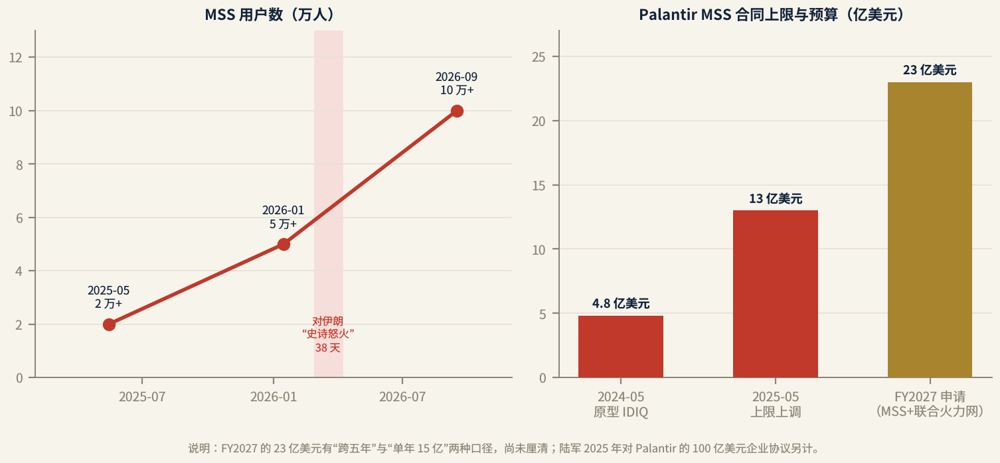 MSS 用户数（万人）
12
10
8
6
4
2
0
2025-05
2 万+
2026-01
5 万+
2026-09
10 万+
对伊朗
“史诗怒火”
38 天
2025-07
2026-01
2026-07
Palantir MSS 合同上限与预算（亿美元）
25
20
15
10
5
0
4.8 亿美元
13 亿美元
23 亿美元
2024-05
原型 IDIQ
2025-05
上限上调
FY2027 申请
（MSS+联合火力网）
说明：FY2027 的 23 亿美元有“跨五年”与“单年 15 亿”两种口径，尚未厘清；陆军 2025 年对 Palantir 的 100 亿美元企业协议另计。